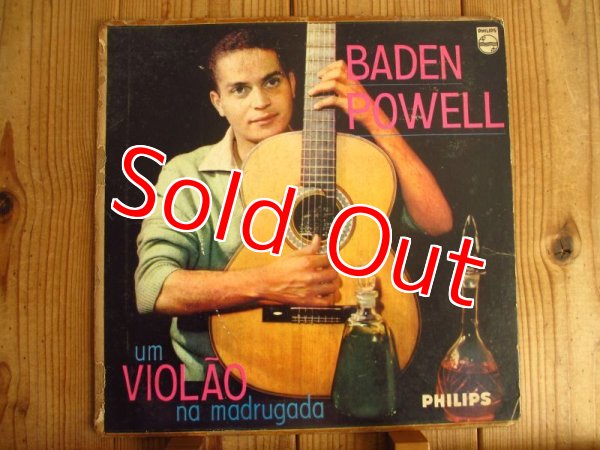 PHILIPS
BADEN
POWELL
Sold Out
um
VIOLÃO
na madrugada
PHILIPS